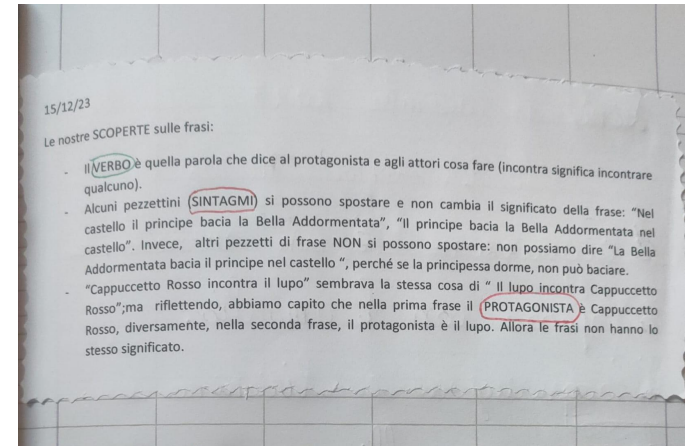 15/12/23
Le nostre SCOPERTE sulle frasi:
- Il VERBO è quella parola che dice al protagonista e agli attori cosa fare (incontra significa incontrare
qualcuno).
- Alcuni pezzettini (SINTAGMI) si possono spostare e non cambia il significato della frase: “Nel
castello il principe bacia la Bella Addormentata”, “Il principe bacia la Bella Addormentata nel
castello”. Invece, altri pezzetti di frase NON si possono spostare: non possiamo dire “La Bella
Addormentata bacia il principe nel castello “, perché se la principessa dorme, non può baciare.
- “Cappuccetto Rosso incontra il lupo” sembrava la stessa cosa di “ Il lupo incontra Cappuccetto
Rosso”;ma riflettendo, abbiamo capito che nella prima frase il PROTAGONISTA è Cappuccetto
Rosso, diversamente, nella seconda frase, il protagonista è il lupo. Allora le frasi non hanno lo
stesso significato.